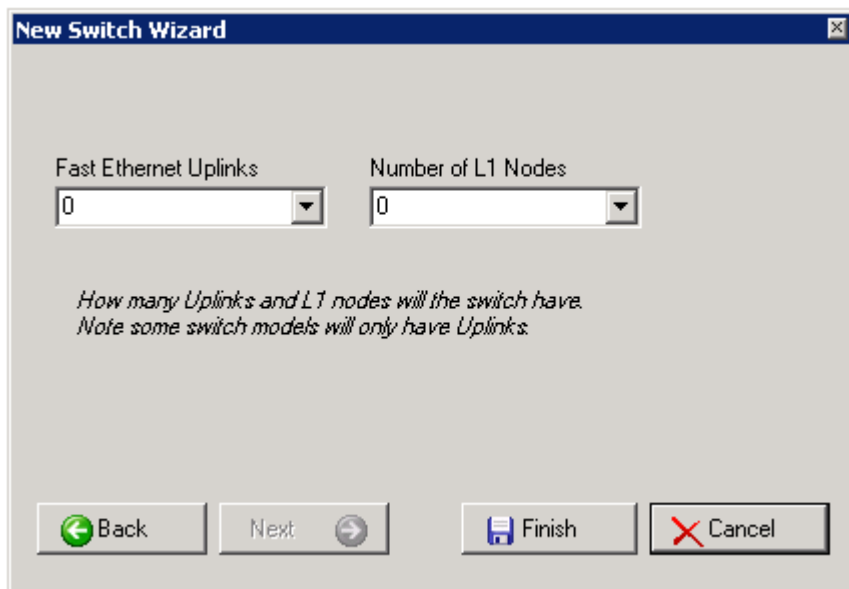 New Switch Wizard
Fast Ethernet Uplinks
Number of L1 Nodes
0
0
How many Uplinks and L1 nodes will the switch have.
Note some switch models will only have Uplinks.
Back
Next
Finish
Cancel